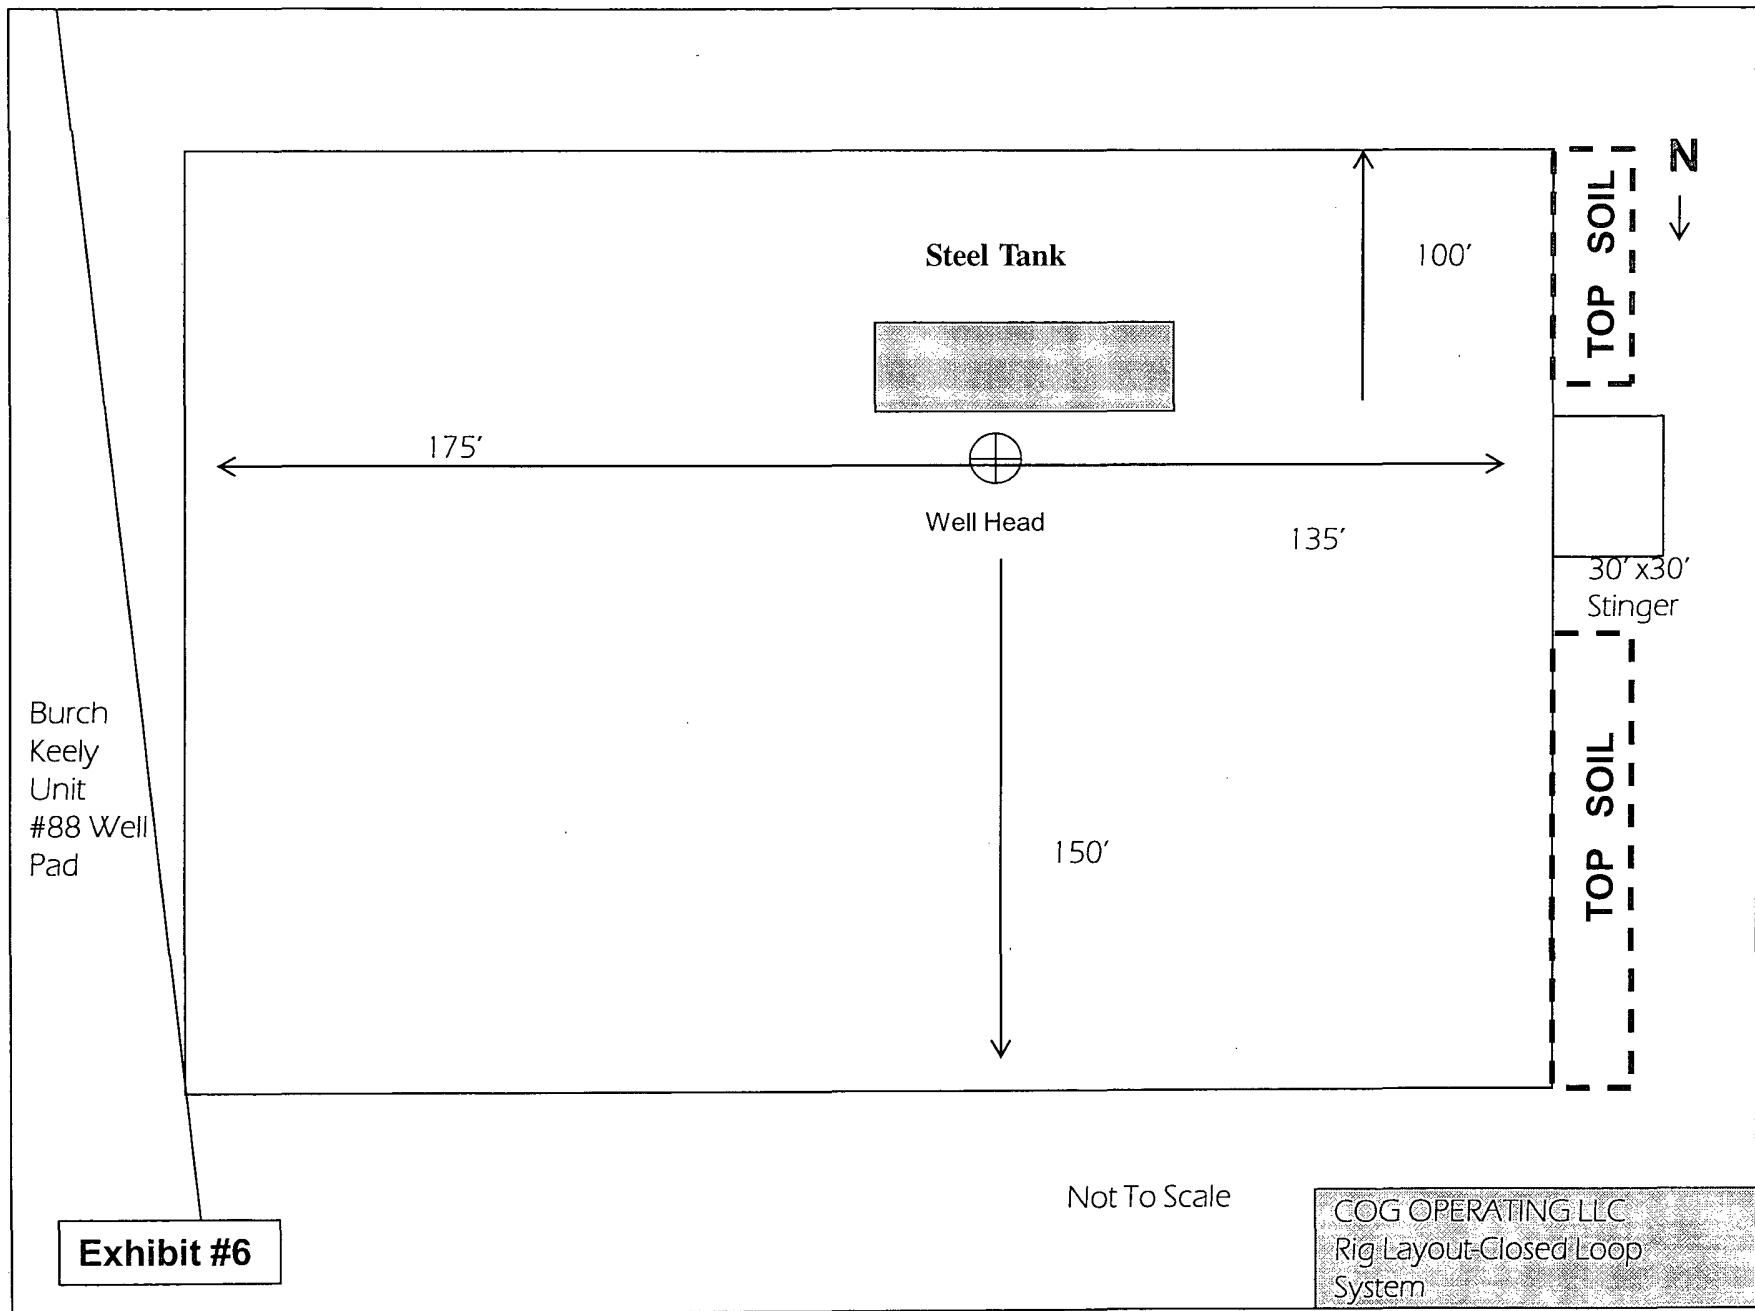 N
TOP SOIL
Steel Tank
100'
175'
Well Head
135'
30'x30'
Stinger
Burch
Keely
Unit
#88 Well
Pad
TOP SOIL
150'
Not To Scale
COG OPERATING LLC
Rig Layout-Closed Loop
System
Exhibit #6